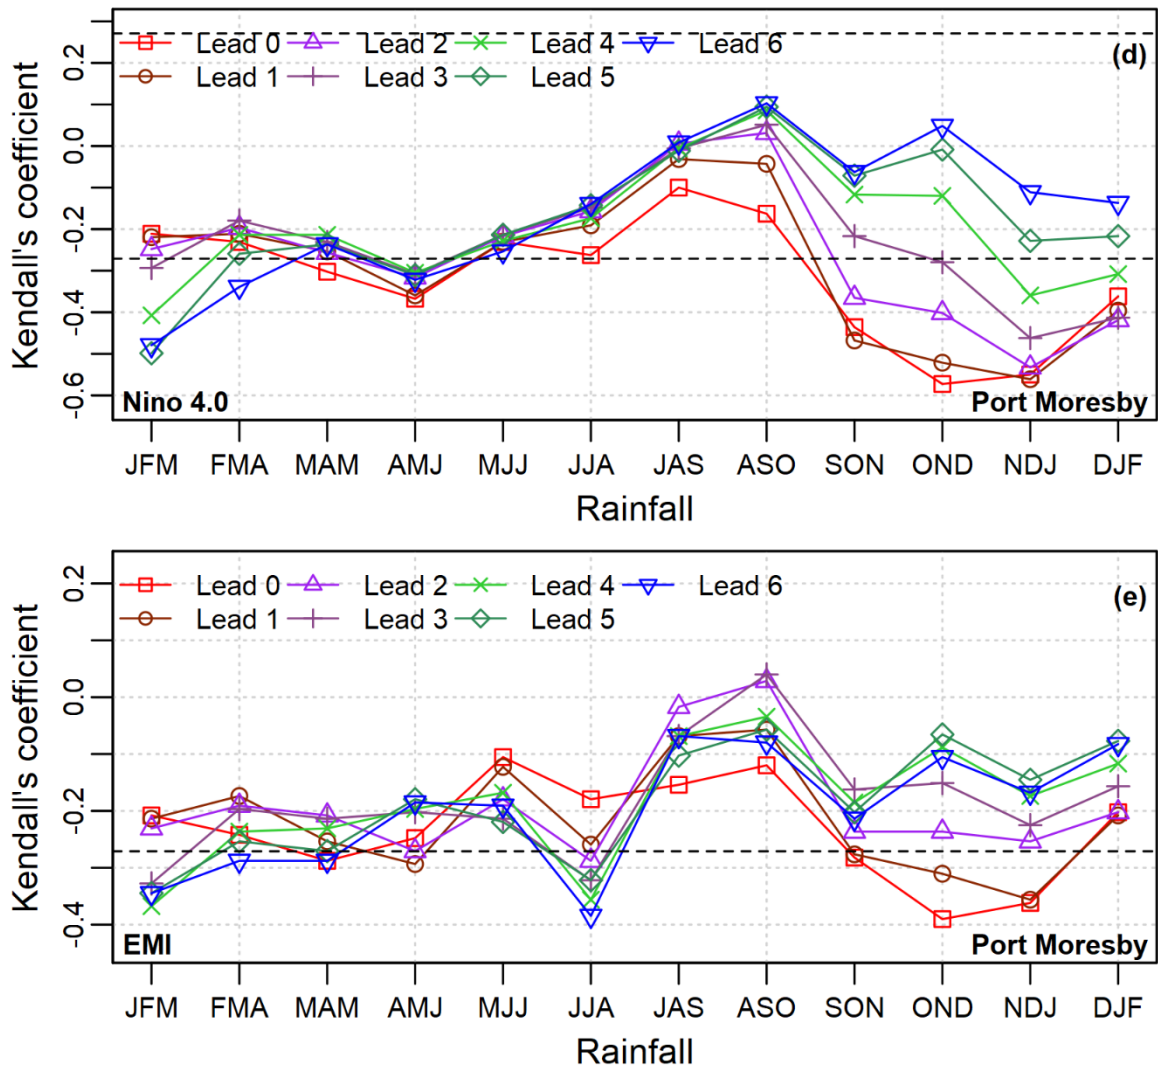 Lead 0 Lead 2 Lead 4 Lead 6
(d)
Lead 1 Lead 3 Lead 5
Kendall's coefficient
0.2
0.0
-0.2
-0.4
-0.6
Nino 4.0 Port Moresby
JFM FMA MAM AMJ MJJ JJA JAS ASO SON OND NDJ DJF
Rainfall
Lead 0 Lead 2 Lead 4 Lead 6
(e)
Lead 1 Lead 3 Lead 5
Kendall's coefficient
0.2
0.0
-0.2
-0.4
EMI Port Moresby
JFM FMA MAM AMJ MJJ JJA JAS ASO SON OND NDJ DJF
Rainfall